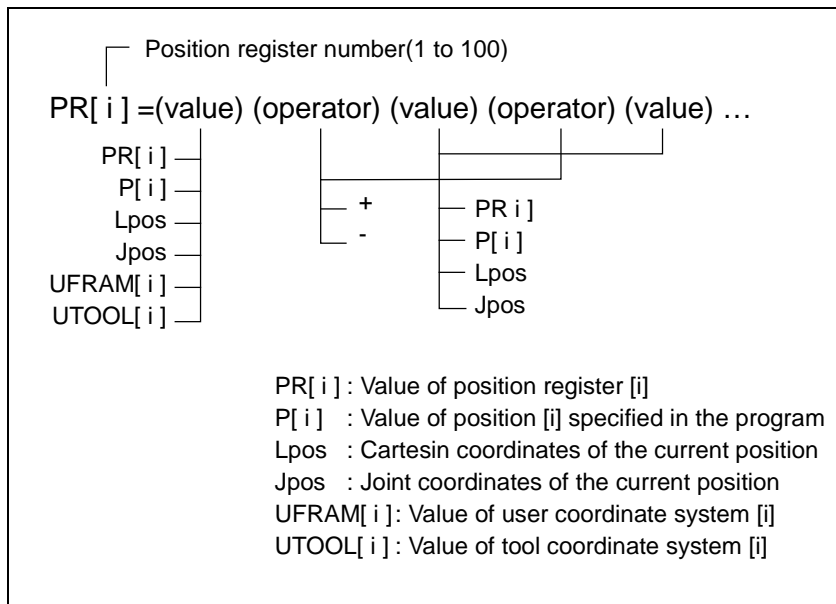 Position register number(1 to 100)
PR[ i ] =(value) (operator) (value) (operator) (value) …
PR[ i ]
P[ i ]
Lpos
Jpos
UFRAM[ i ]
UTOOL[ i ]
+
-
PR i ]
P[ i ]
Lpos
Jpos
PR[ i ] : Value of position register [i]
P[ i ] : Value of position [i] specified in the program
Lpos : Cartesin coordinates of the current position
Jpos : Joint coordinates of the current position
UFRAM[ i ] : Value of user coordinate system [i]
UTOOL[ i ] : Value of tool coordinate system [i]